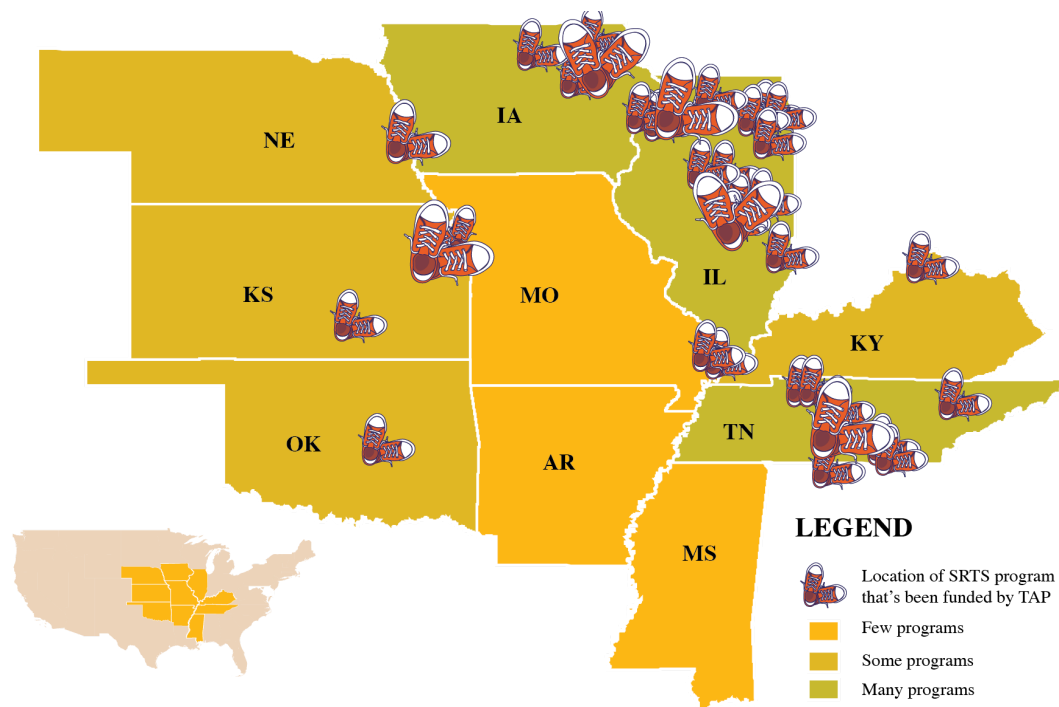 IA
NE
KS
MO
IL
KY
OK
AR
TN
MS
LEGEND
Location of SRTS program
that's been funded by TAP
Few programs
Some programs
Many programs